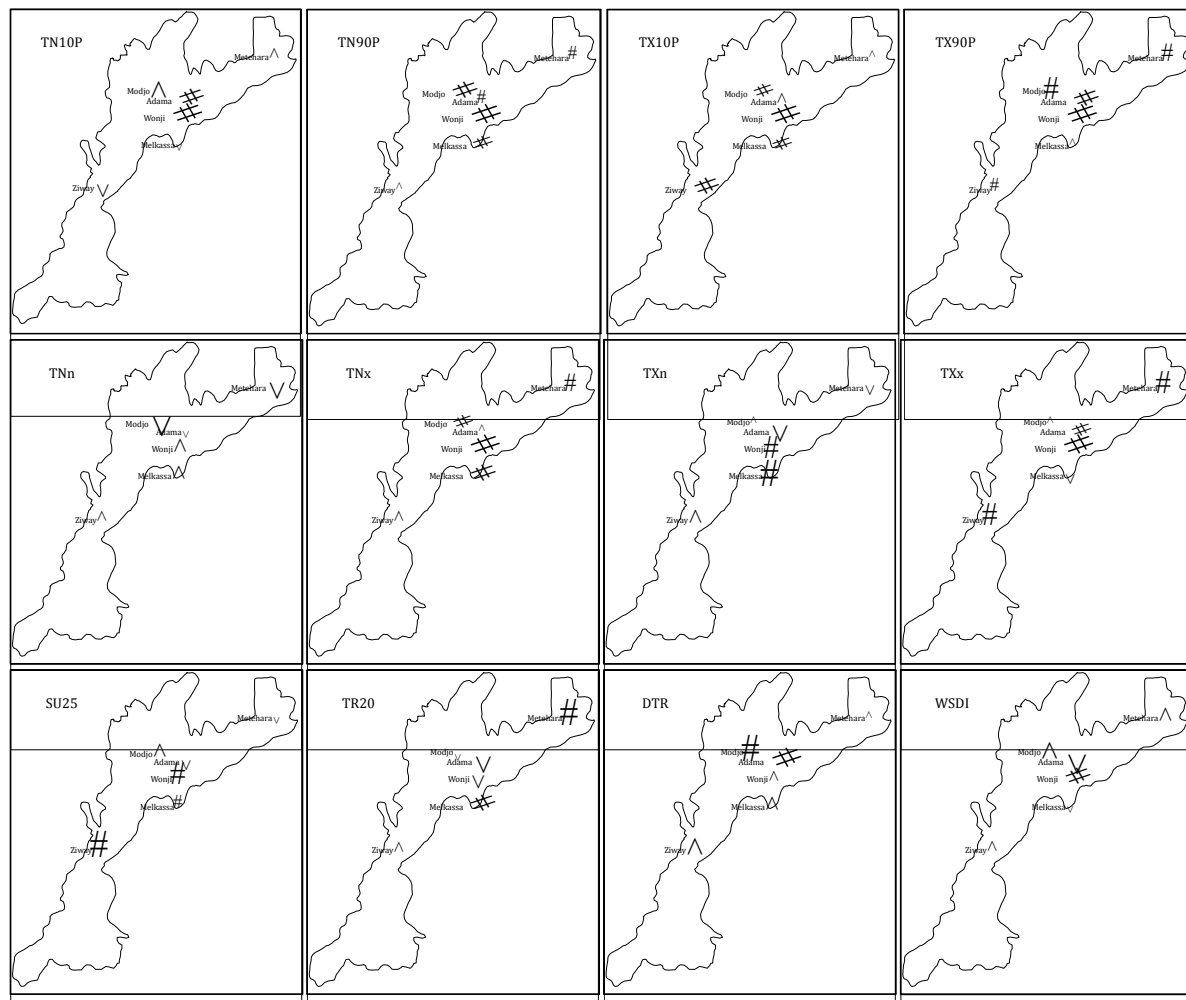 TN10P
Metehara
Modjo
Adama
Wonji
Melkassa
Ziway
TN90P
Metehara
Modjo
Adama
Wonji
Melkassa
Ziway
TX10P
Metehara
Modjo
Adama
Wonji
Melkassa
Ziway
TX90P
Metehara
Modjo
Adama
Wonji
Melkassa
Ziway
TNn
Metehara
Modjo
Adama
Wonji
Melkassa
Ziway
TNx
Metehara
Modjo
Adama
Wonji
Melkassa
Ziway
TXn
Metehara
Modjo
Adama
Wonji
Melkassa
Ziway
TXx
Metehara
Modjo
Adama
Wonji
Melkassa
Ziway
SU25
Metehara
Modjo
Adama
Wonji
Melkassa
Ziway
TR20
Metehara
Modjo
Adama
Wonji
Melkassa
Ziway
DTR
Metehara
Modjo
Adama
Wonji
Melkassa
Ziway
WSDI
Metehara
Modjo
Adama
Wonji
Melkassa
Ziway